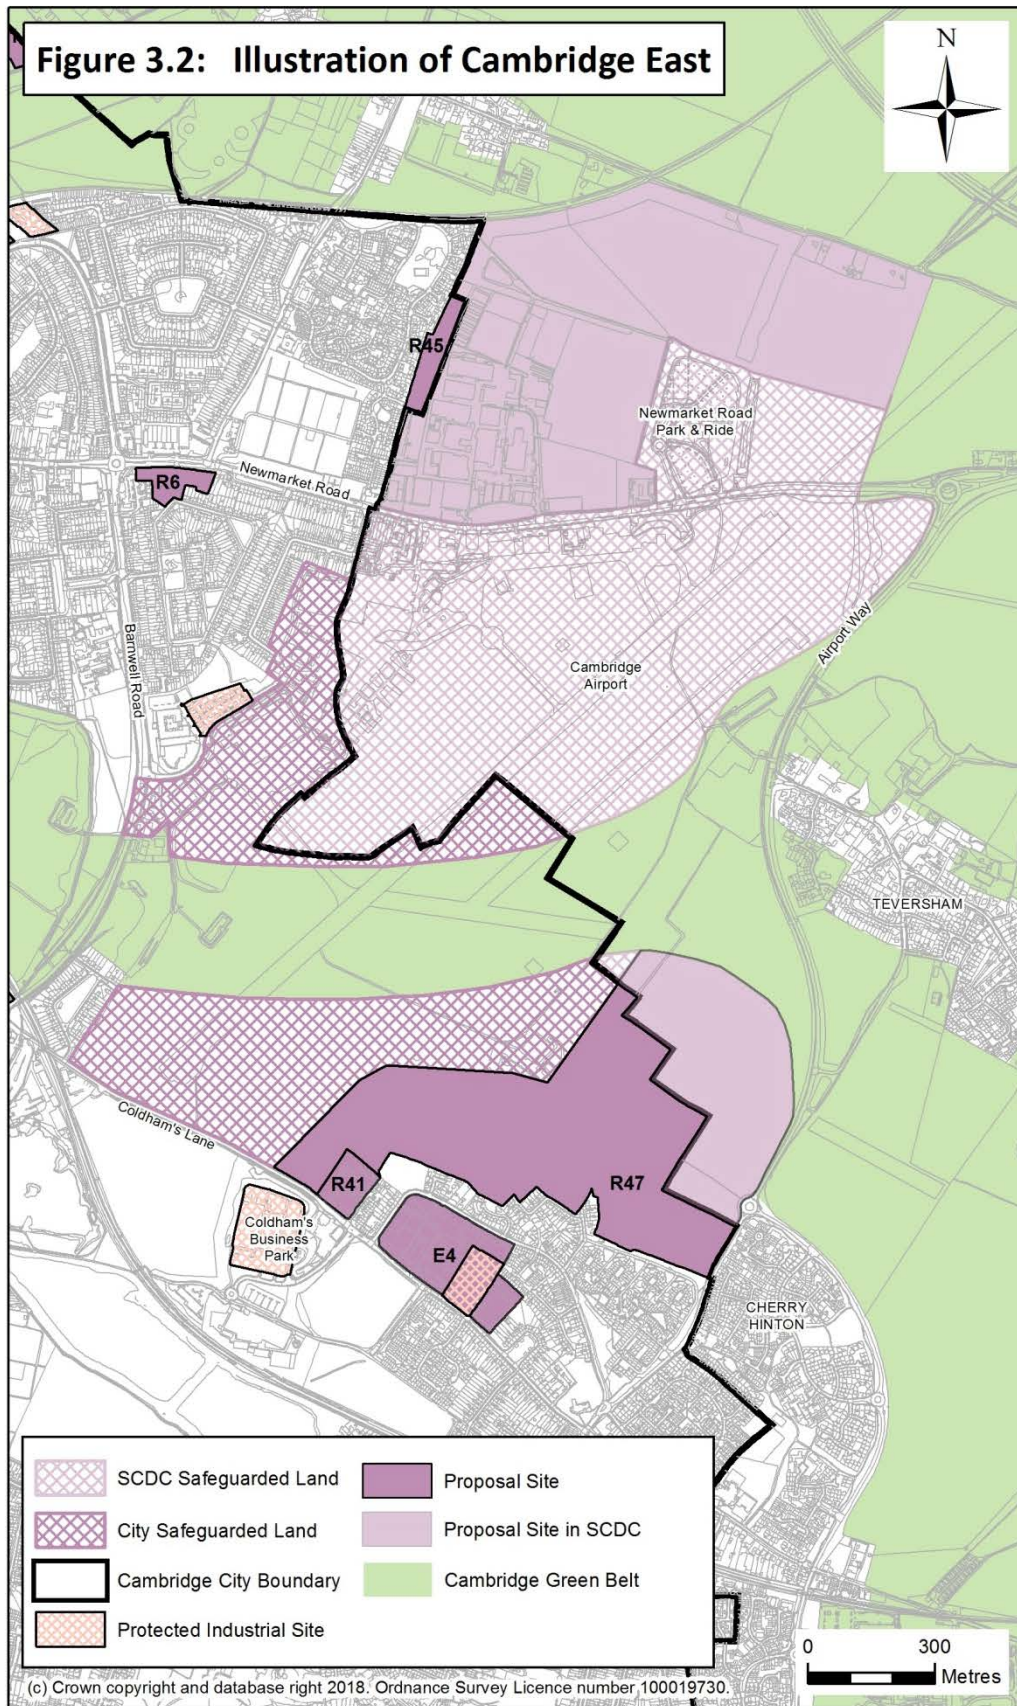 Figure 3.2: Illustration of Cambridge East
N
R45
Newmarket Road
Park & Ride
R6
Newmarket Road
Barnwell Road
Airport Way
Cambridge
Airport
TEVERSHAM
Coldham's Lane
R41
R47
Coldham's
Business
Park
E4
CHERRY
HINTON
SCDC Safeguarded Land
Proposal Site
City Safeguarded Land
Proposal Site in SCDC
Cambridge City Boundary
Cambridge Green Belt
Protected Industrial Site
0 300
Metres
(c) Crown copyright and database right 2018. Ordnance Survey Licence number 100019730.